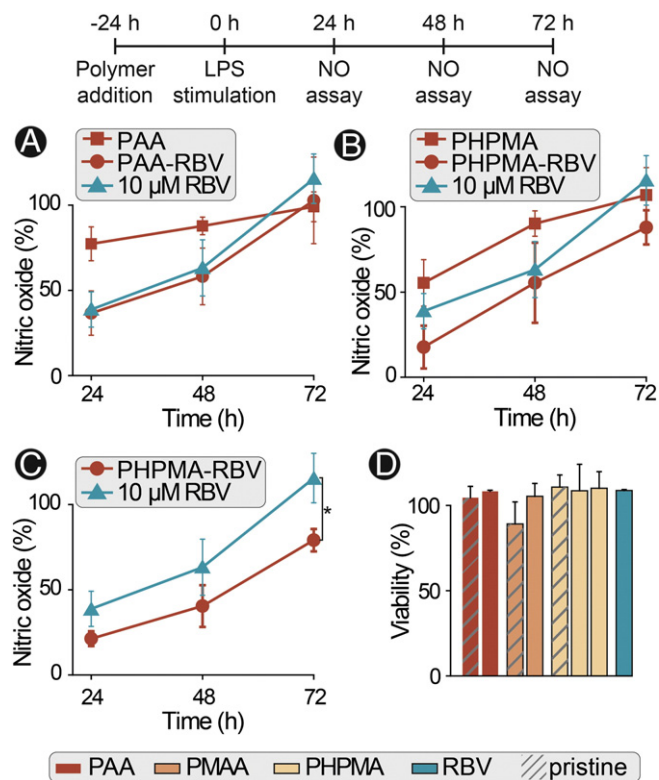 -24 h 0 h 24 h 48 h 72 h
Polymer addition LPS stimulation NO assay NO assay NO assay
A
PAA
PAA-RBV
10 µM RBV
Nitric oxide (%)
100
50
0
24 48 72
Time (h)
B
PHPMA
PHPMA-RBV
10 µM RBV
Nitric oxide (%)
100
50
0
24 48 72
Time (h)
C
PHPMA-RBV
10 µM RBV
*
Nitric oxide (%)
100
50
0
24 48 72
Time (h)
D
Viability (%)
100
50
0
PAA PMAA PHPMA RBV pristine